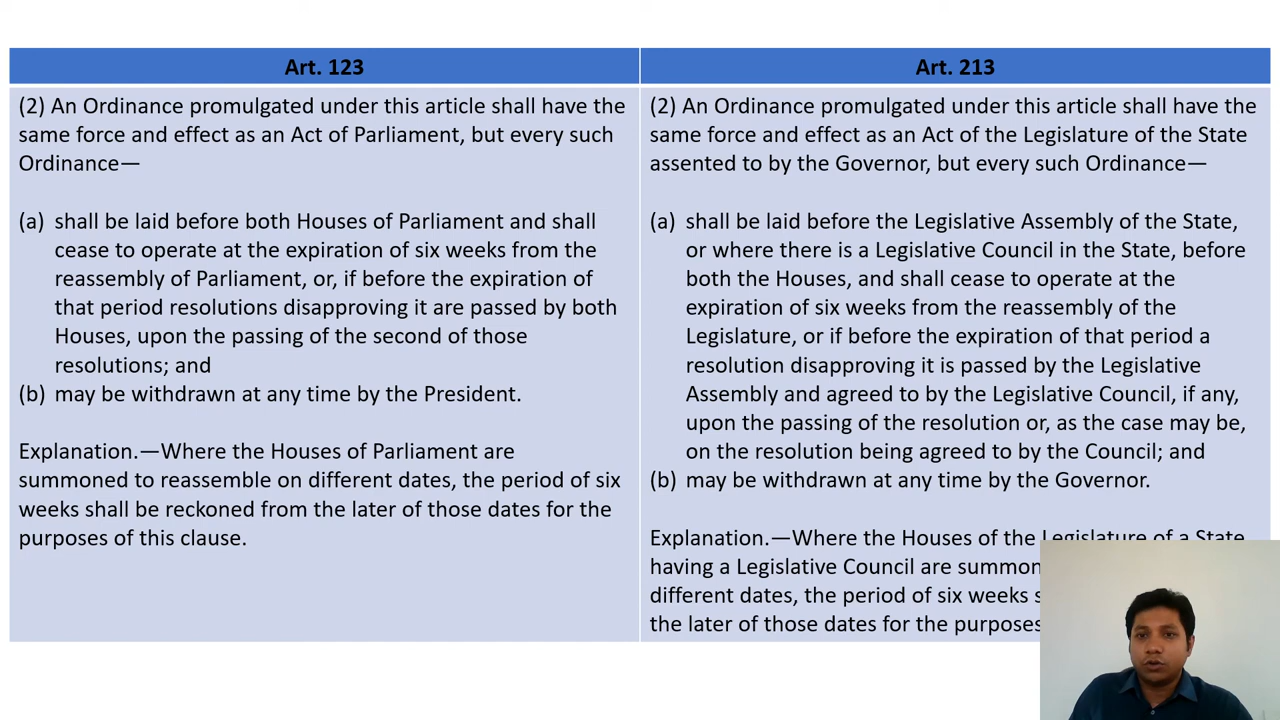 Art. 123
(2) An Ordinance promulgated under this article shall have the
same force and effect as an Act of Parliament, but every such
Ordinance—
(a) shall be laid before both Houses of Parliament and shall
cease to operate at the expiration of six weeks from the
reassembly of Parliament, or, if before the expiration of
that period resolutions disapproving it are passed by both
Houses, upon the passing of the second of those
resolutions; and
(b) may be withdrawn at any time by the President.
Explanation.—Where the Houses of Parliament are
summoned to reassemble on different dates, the period of six
weeks shall be reckoned from the later of those dates for the
purposes of this clause.
Art. 213
(2) An Ordinance promulgated under this article shall have the
same force and effect as an Act of the Legislature of the State
assented to by the Governor, but every such Ordinance—
(a) shall be laid before the Legislative Assembly of the State,
or where there is a Legislative Council in the State, before
both the Houses, and shall cease to operate at the
expiration of six weeks from the reassembly of the
Legislature, or if before the expiration of that period a
resolution disapproving it is passed by the Legislative
Assembly and agreed to by the Legislative Council, if any,
upon the passing of the resolution or, as the case may be,
on the resolution being agreed to by the Council; and
(b) may be withdrawn at any time by the Governor.
Explanation.—Where the Houses of the Legislature of a State
having a Legislative Council are
different dates, the period of six weeks
the later of those dates for the purposes